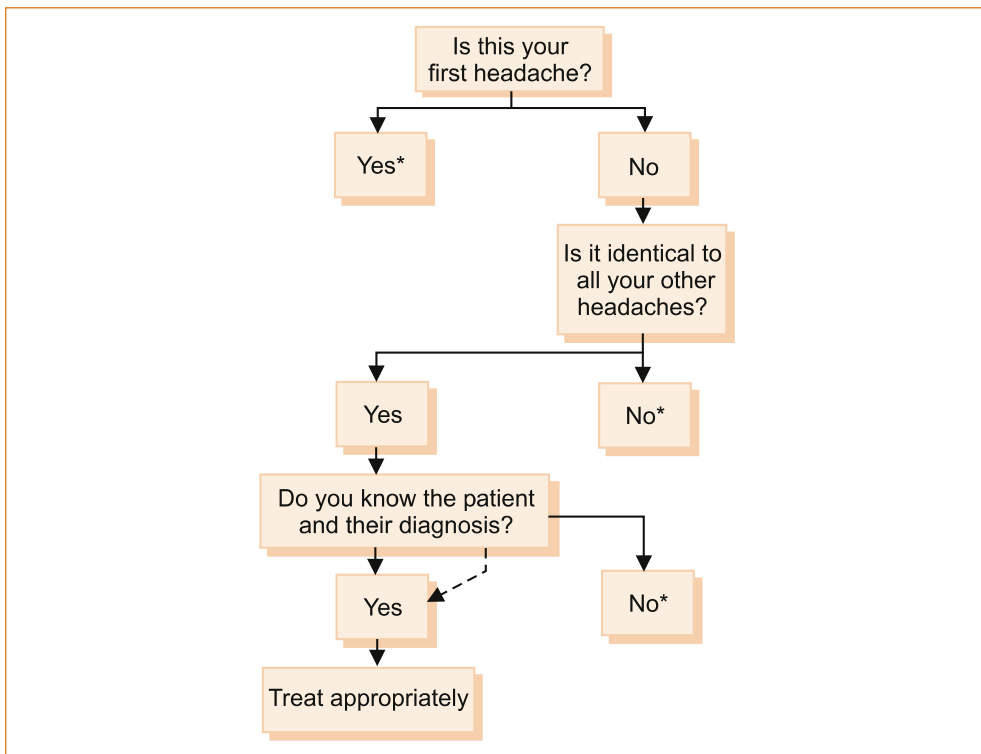 Is this your
first headache?
Yes*
No
Is it identical to
all your other
headaches?
Yes
No*
Do you know the patient
and their diagnosis?
Yes
No*
Treat appropriately